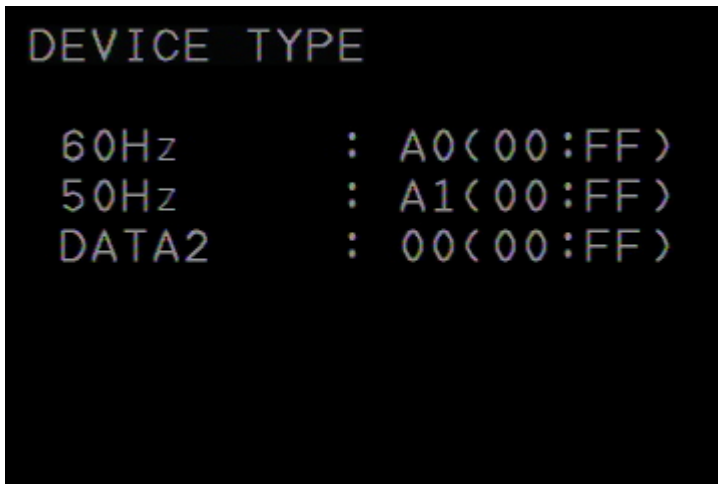 DEVICE TYPE
60Hz : A0(00:FF)
50Hz : A1(00:FF)
DATA2 : 00(00:FF)